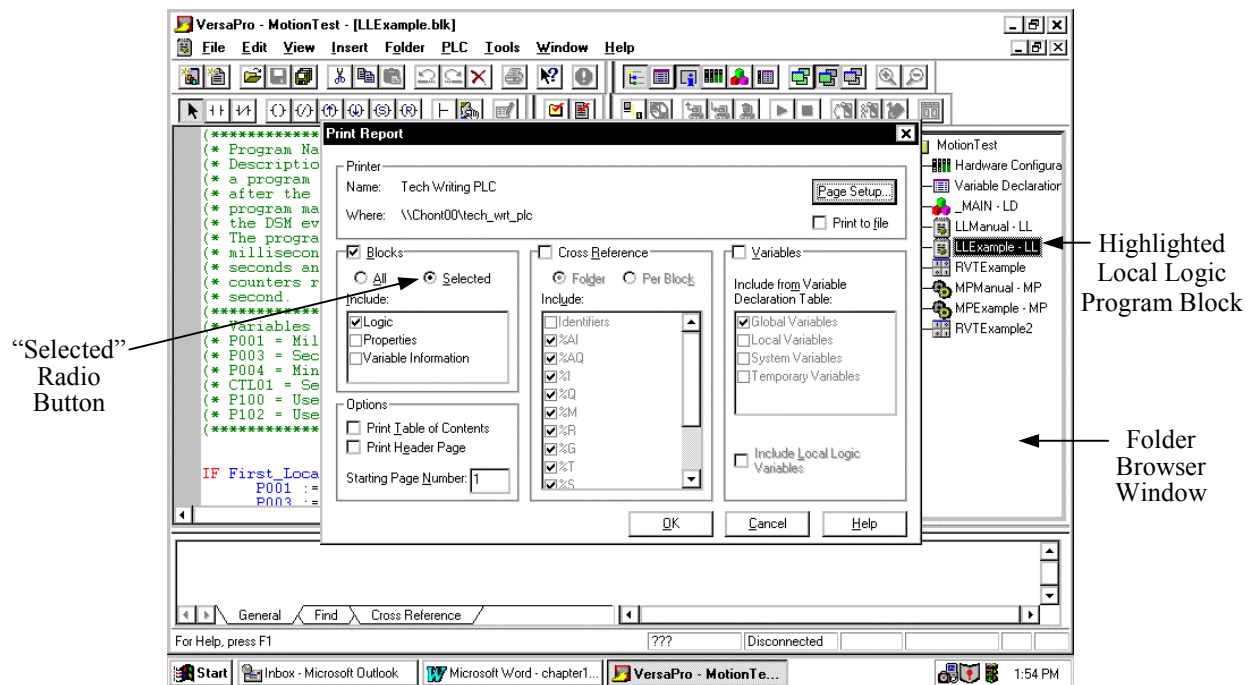 VersaPro - MotionTest - [LLExample.blk]
File Edit View Insert Folder PLC Tools Window Help
(*************
(* Program Na
(* Descriptio
(* a program
(* after the
(* program ma
(* the DSM ev
(* The progra
(* millisecon
(* seconds an
(* counters r
(* second.
(*************
(* Variables
(* P001 = Mil
(* P003 = Sec
(* P004 = Min
(* CTL01 = Se
(* P100 = Use
(* P102 = Use
(*************
IF First_Loca
P001 :=
P003 :=
Print Report
Printer
Name: Tech Writing PLC
Page Setup...
Where: \\Chont00\tech_wrt_plc
Print to file
Blocks
All Selected
Include:
Logic
Properties
Variable Information
Options
Print Table of Contents
Print Header Page
Starting Page Number: 1
Cross Reference
Folder Per Block
Include:
Identifiers
%AI
%AQ
%I
%Q
%M
%R
%G
%T
%S
Variables
Include from Variable
Declaration Table:
Global Variables
Local Variables
System Variables
Temporary Variables
Include Local Logic
Variables
OK Cancel Help
MotionTest
Hardware Configura
Variable Declaration
_MAIN - LD
LLManual - LL
LLExample - LL
RVTExample
MPManual - MP
MPExample - MP
RVTExample2
Highlighted
Local Logic
Program Block
“Selected”
Radio
Button
Folder
Browser
Window
General Find Cross Reference
For Help, press F1
???
Disconnected
Start
Inbox - Microsoft Outlook
Microsoft Word - chapter1...
VersaPro - MotionTe...
1:54 PM